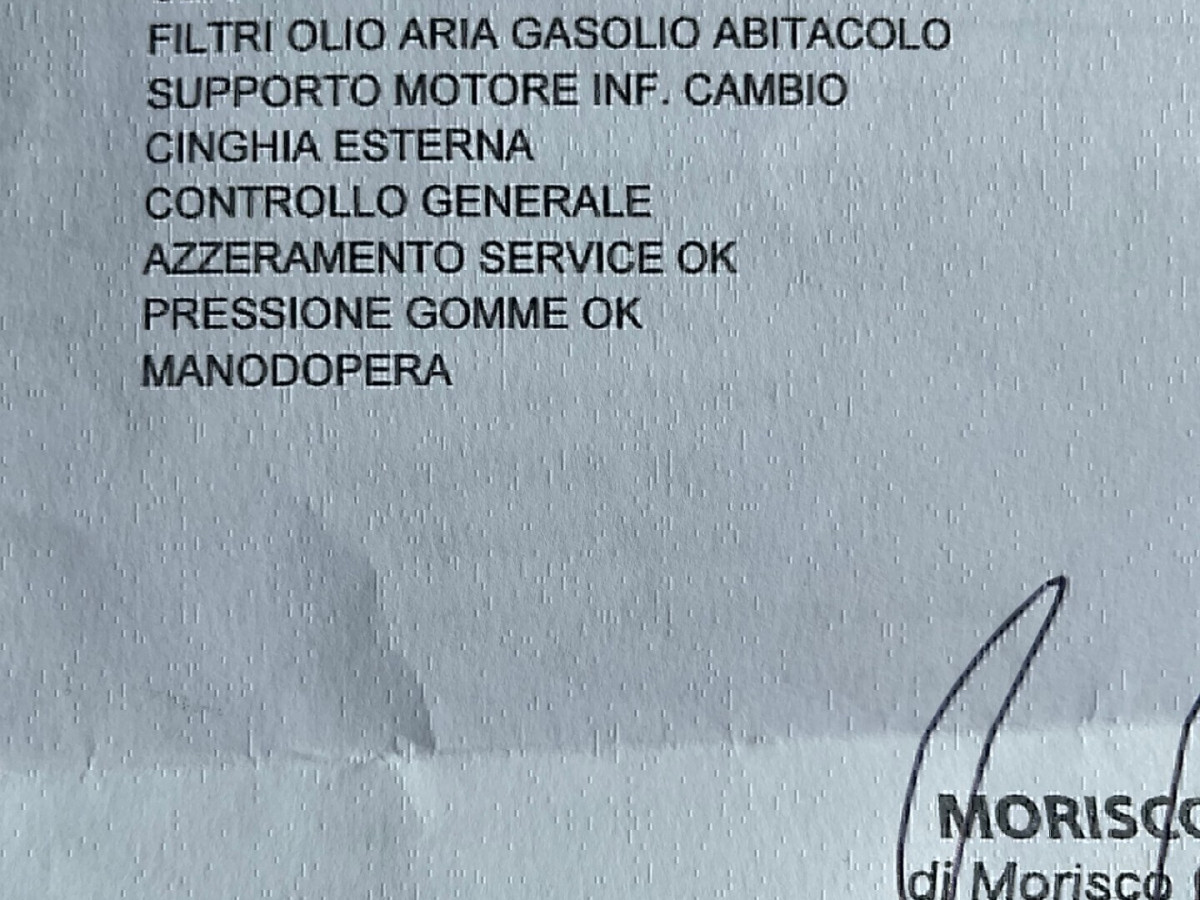 FILTRI OLIO ARIA GASOLIO ABITACOLO
SUPPORTO MOTORE INF. CAMBIO
CINGHIA ESTERNA
CONTROLLO GENERALE
AZZERAMENTO SERVICE OK
PRESSIONE GOMME OK
MANODOPERA
MORISCO
di Morisco